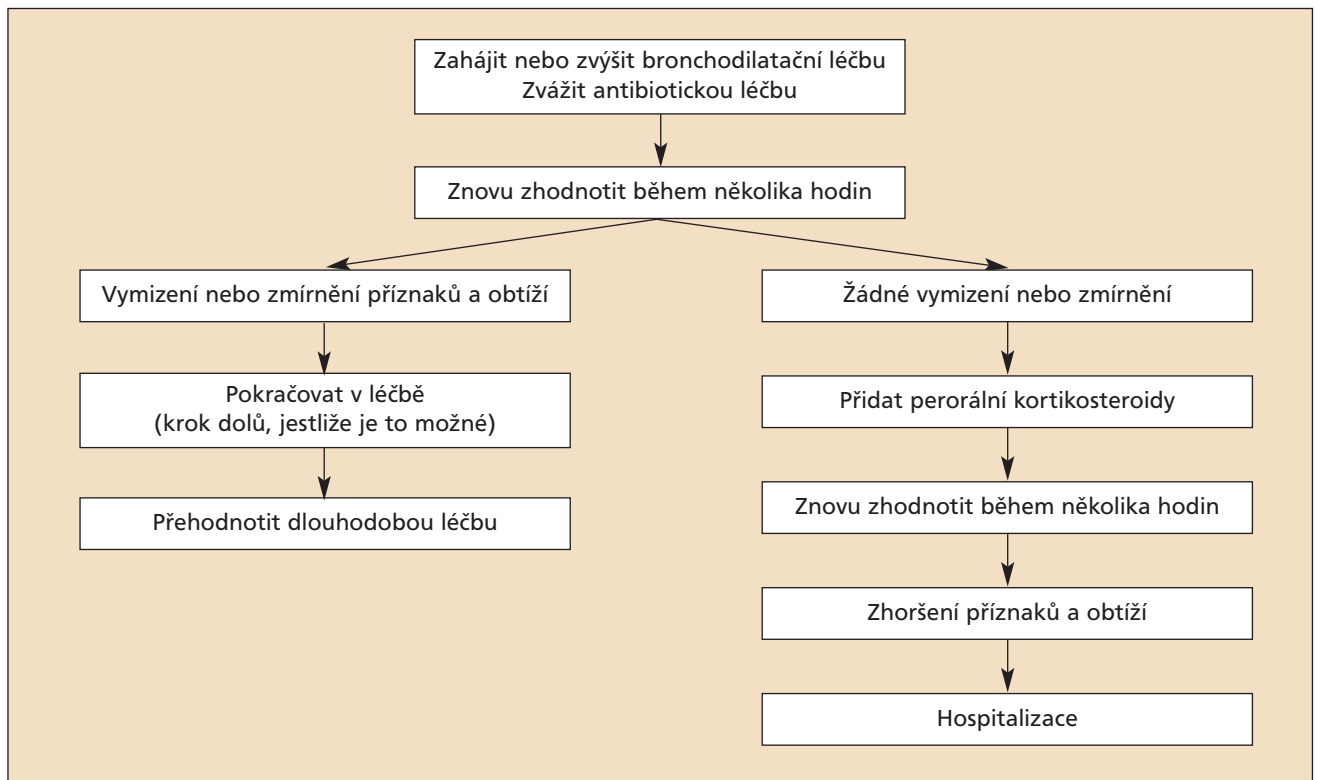 Zahájit nebo zvýšit bronchodilatační léčbu
Zvážit antibiotickou léčbu
Znovu zhodnotit během několika hodin
Vymizení nebo zmírnění příznaků a obtíží
Pokračovat v léčbě
(krok dolů, jestliže je to možné)
Přehodnotit dlouhodobou léčbu
Žádné vymizení nebo zmírnění
Přidat perorální kortikosteroidy
Znovu zhodnotit během několika hodin
Zhoršení příznaků a obtíží
Hospitalizace